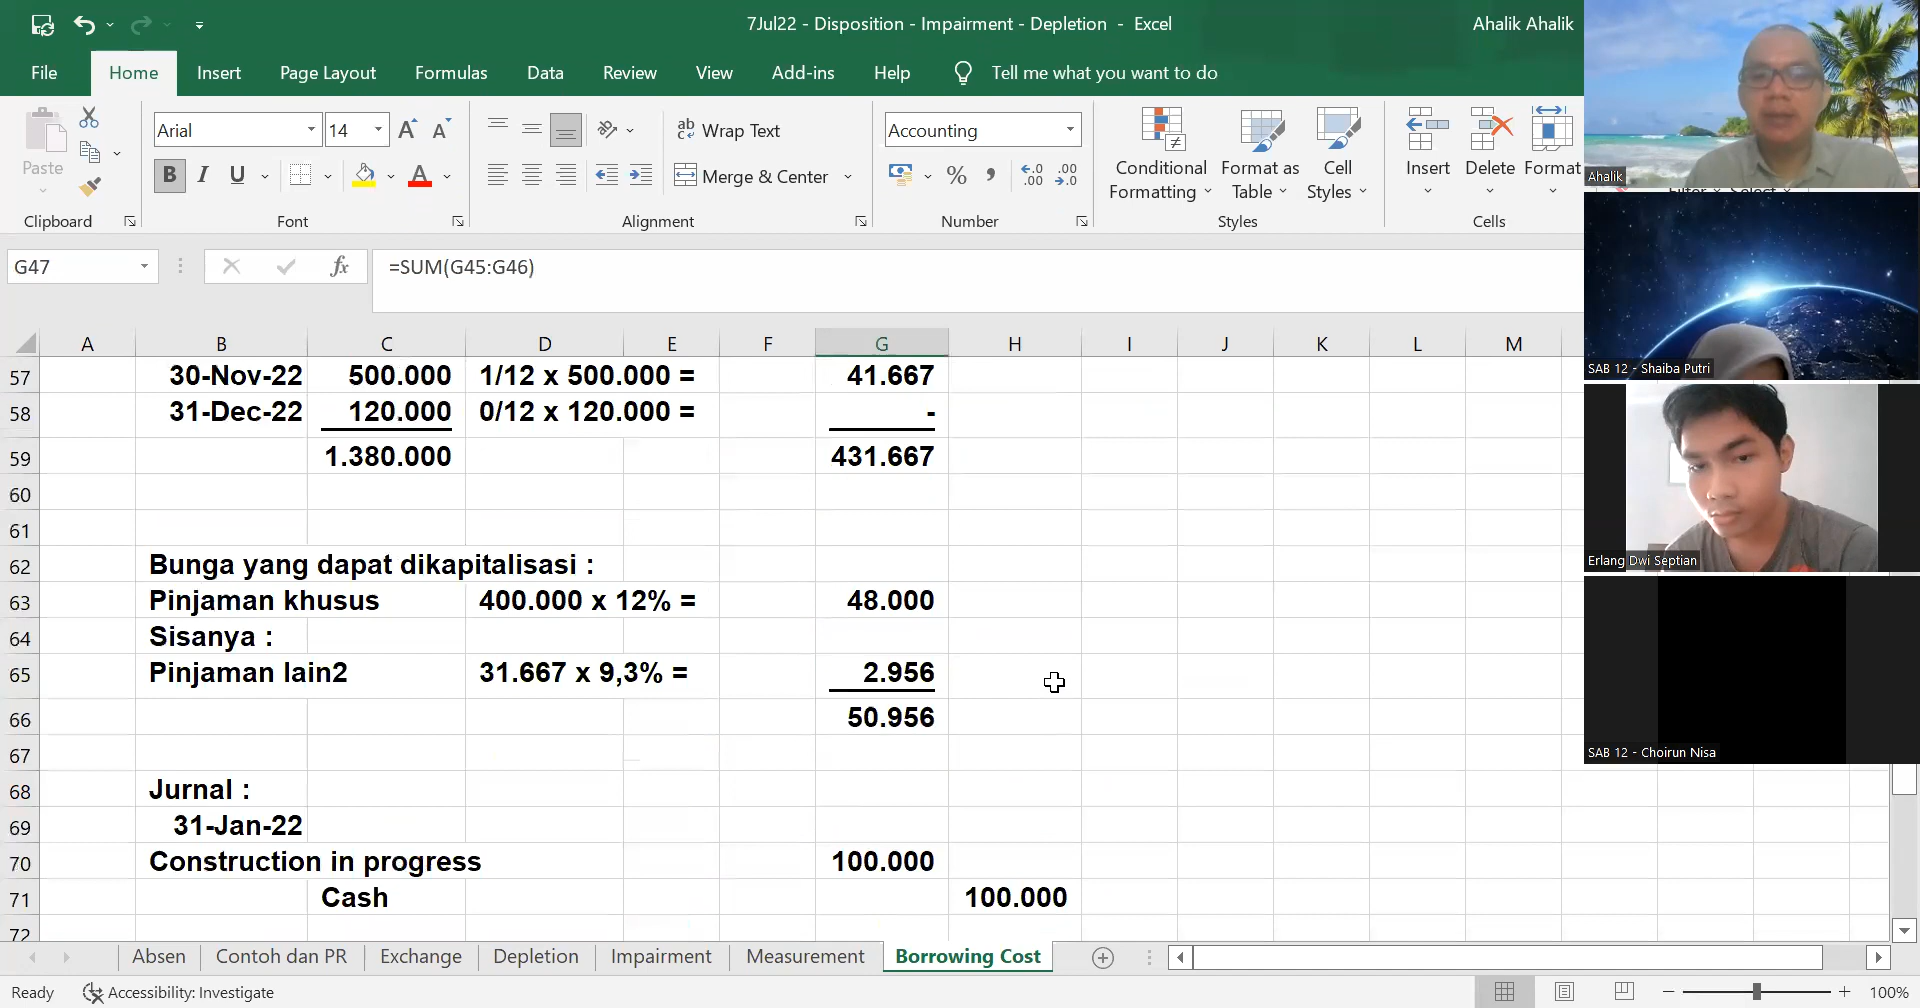 7Jul22 - Disposition - Impairment - Depletion - Excel
Ahalik Ahalik
File Home Insert Page Layout Formulas Data Review View Add-ins Help Tell me what you want to do
Paste
Arial 14
B I U
ab Wrap Text
Merge & Center
Accounting
% , .00 .00
Conditional Formatting
Format as Table
Cell Styles
Insert
Delete
Format
Clipboard Font Alignment Number Styles Cells
G47 fx =SUM(G45:G46)
A B C D E F G H I J K L M
57 30-Nov-22 500.000 1/12 x 500.000 = 41.667
58 31-Dec-22 120.000 0/12 x 120.000 = -
59 1.380.000 431.667
60
61
62 Bunga yang dapat dikapitalisasi :
63 Pinjaman khusus 400.000 x 12% = 48.000
64 Sisanya :
65 Pinjaman lain2 31.667 x 9,3% = 2.956
66 50.956
67
68 Jurnal :
69 31-Jan-22
70 Construction in progress 100.000
71 Cash 100.000
72
Absen Contoh dan PR Exchange Depletion Impairment Measurement Borrowing Cost
Ready Accessibility: Investigate 100%
Ahalik
SAB 12 - Shaiba Putri
Erlang Dwi Septian
SAB 12 - Choirun Nisa